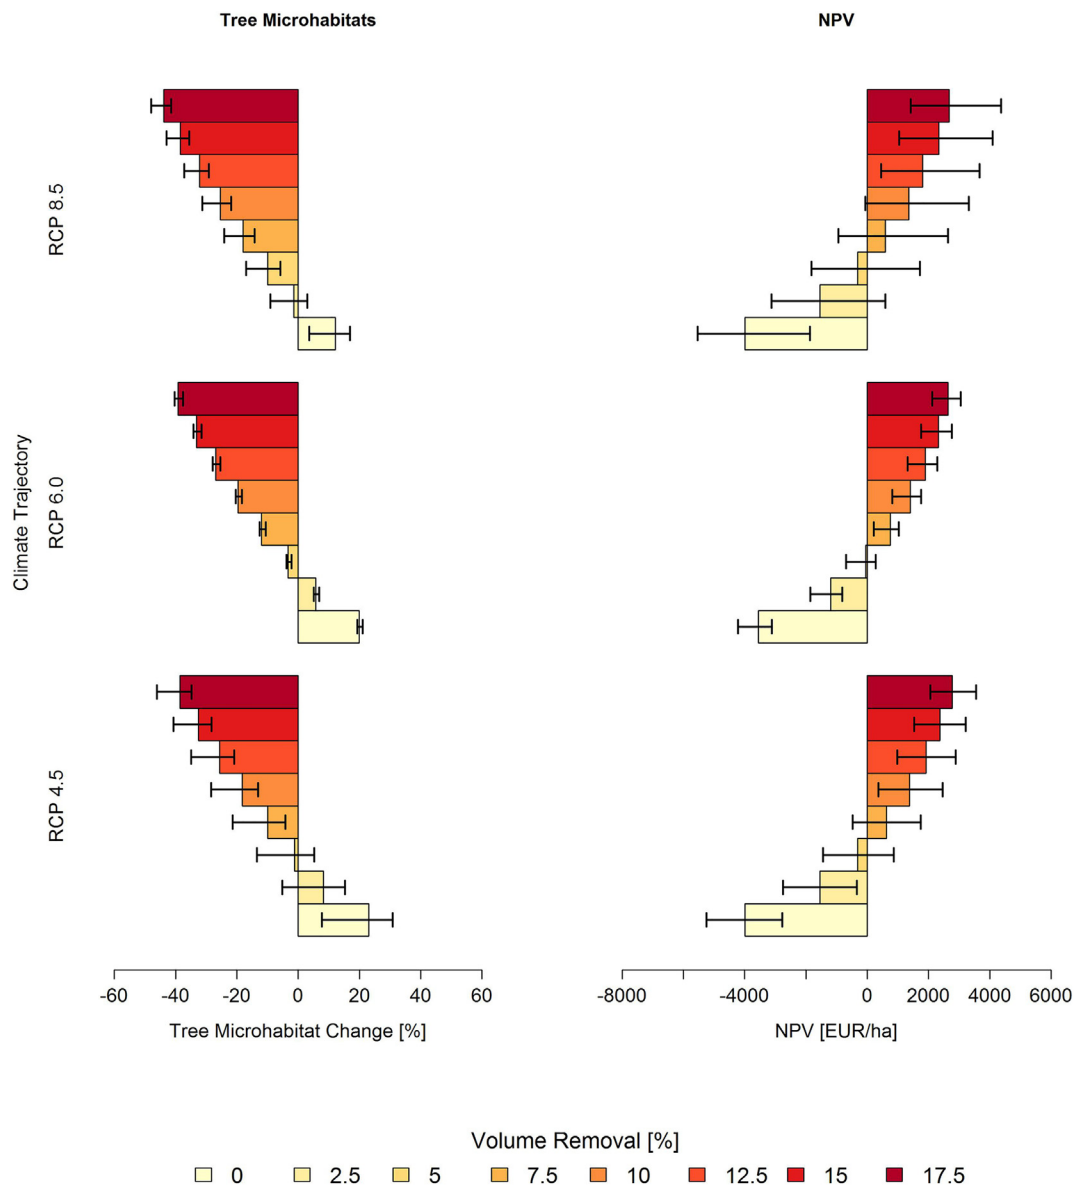 Tree Microhabitats NPV
Climate Trajectory
RCP 8.5
RCP 6.0
RCP 4.5
-60 -40 -20 0 20 40 60 -8000 -4000 0 2000 4000 6000
Tree Microhabitat Change [%] NPV [EUR/ha]
Volume Removal [%]
0 2.5 5 7.5 10 12.5 15 17.5